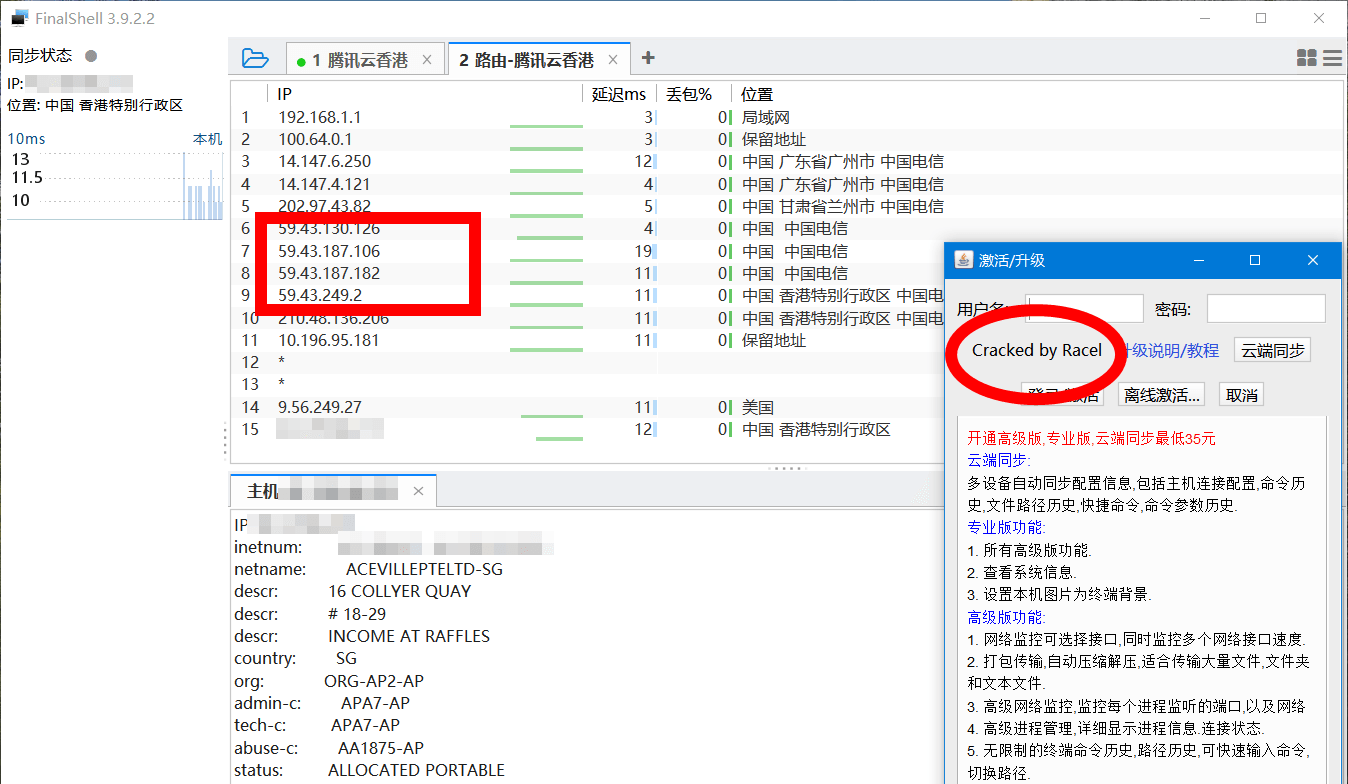 FinalShell 3.9.2.2
同步状态
IP:
位置: 中国 香港特别行政区
10ms 本机
13
11.5
10
1 腾讯云香港 ×
2 路由-腾讯云香港 × +
IP 延迟ms 丢包% 位置
1 192.168.1.1 3 0 局域网
2 100.64.0.1 3 0 保留地址
3 14.147.6.250 12 0 中国 广东省广州市 中国电信
4 14.147.4.121 4 0 中国 广东省广州市 中国电信
5 202.97.43.82 5 0 中国 甘肃省兰州市 中国电信
6 59.43.130.126 4 0 中国 中国电信
7 59.43.187.106 19 0 中国 中国电信
8 59.43.187.182 11 0 中国 中国电信
9 59.43.249.2 11 0 中国 香港特别行政区 中国电
10 210.48.136.206 11 0 中国 香港特别行政区 中国电
11 10.196.95.181 11 0 保留地址
12 *
13 *
14 9.56.249.27 11 0 美国
15 12 0 中国 香港特别行政区
主机
IP
inetnum:
netname: ACEVILLEPTELTD-SG
descr: 16 COLLYER QUAY
descr: # 18-29
descr: INCOME AT RAFFLES
country: SG
org: ORG-AP2-AP
admin-c: APA7-AP
tech-c: APA7-AP
abuse-c: AA1875-AP
status: ALLOCATED PORTABLE
激活/升级
用户名: 密码:
Cracked by Racel 升级说明/教程 云端同步
登录激活 离线激活... 取消
开通高级版,专业版,云端同步最低35元
云端同步:
多设备自动同步配置信息,包括主机连接配置,命令历
史,文件路径历史,快捷命令,命令参数历史.
专业版功能:
1. 所有高级版功能.
2. 查看系统信息.
3. 设置本机图片为终端背景.
高级版功能:
1. 网络监控可选择接口,同时监控多个网络接口速度.
2. 打包传输,自动压缩解压,适合传输大量文件,文件夹
和文本文件.
3. 高级网络监控,监控每个进程监听的端口,以及网络
4. 高级进程管理,详细显示进程信息.连接状态.
5. 无限制的终端命令历史,路径历史,可快速输入命令,
切换路径.